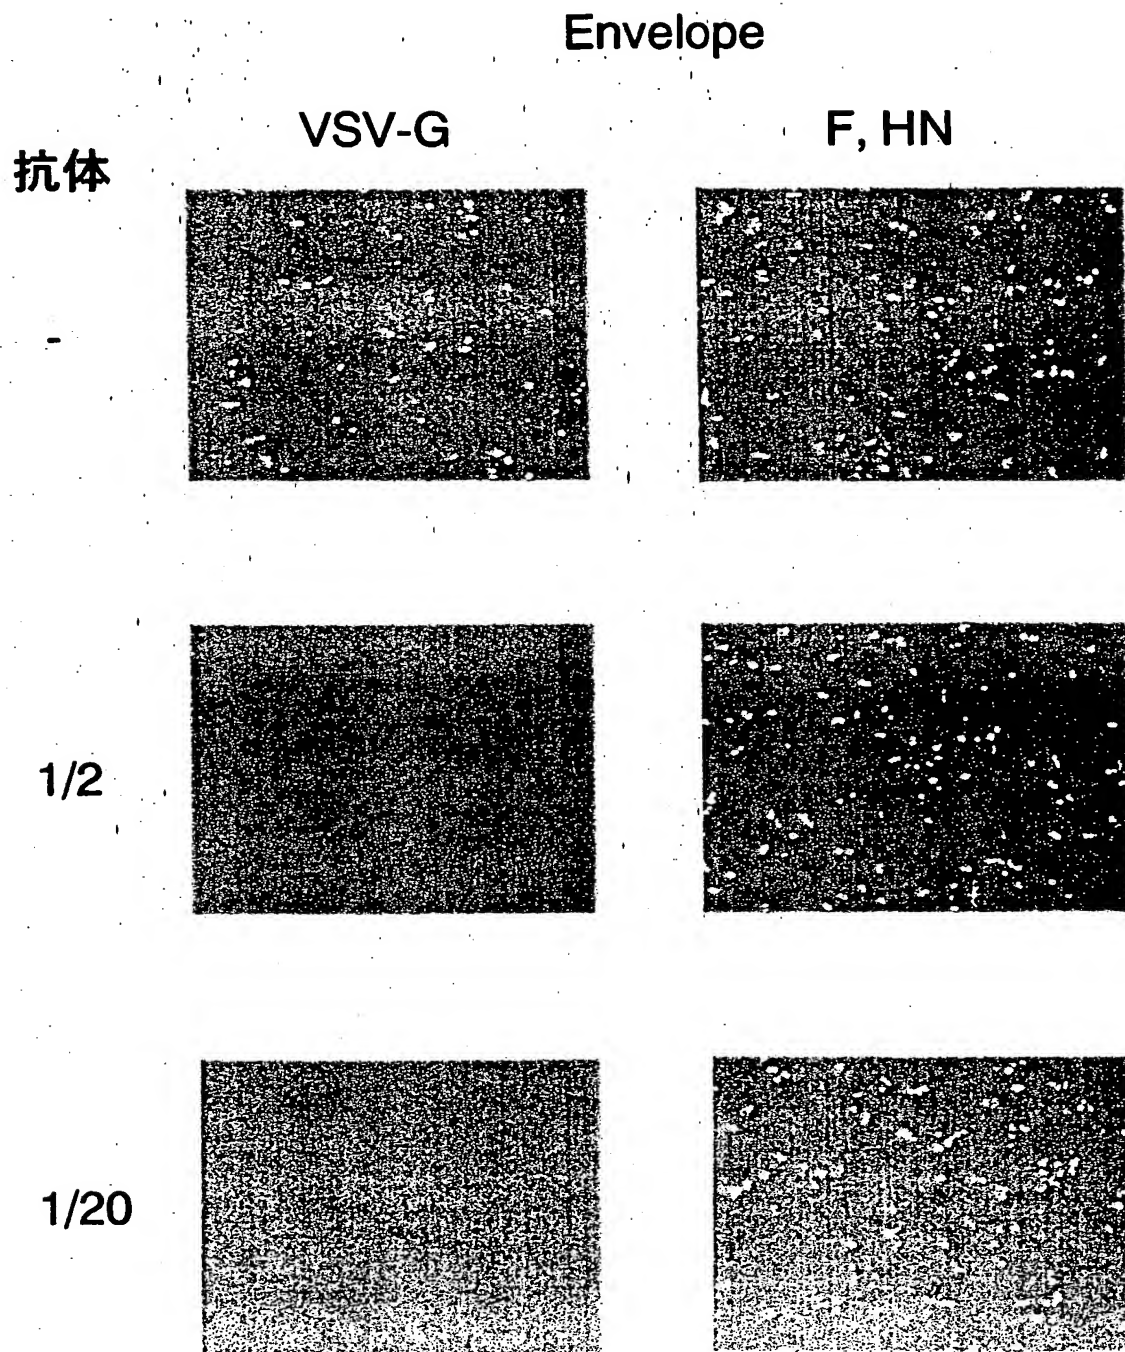 Envelope
VSV-G F, HN
抗体
-
1/2
1/20